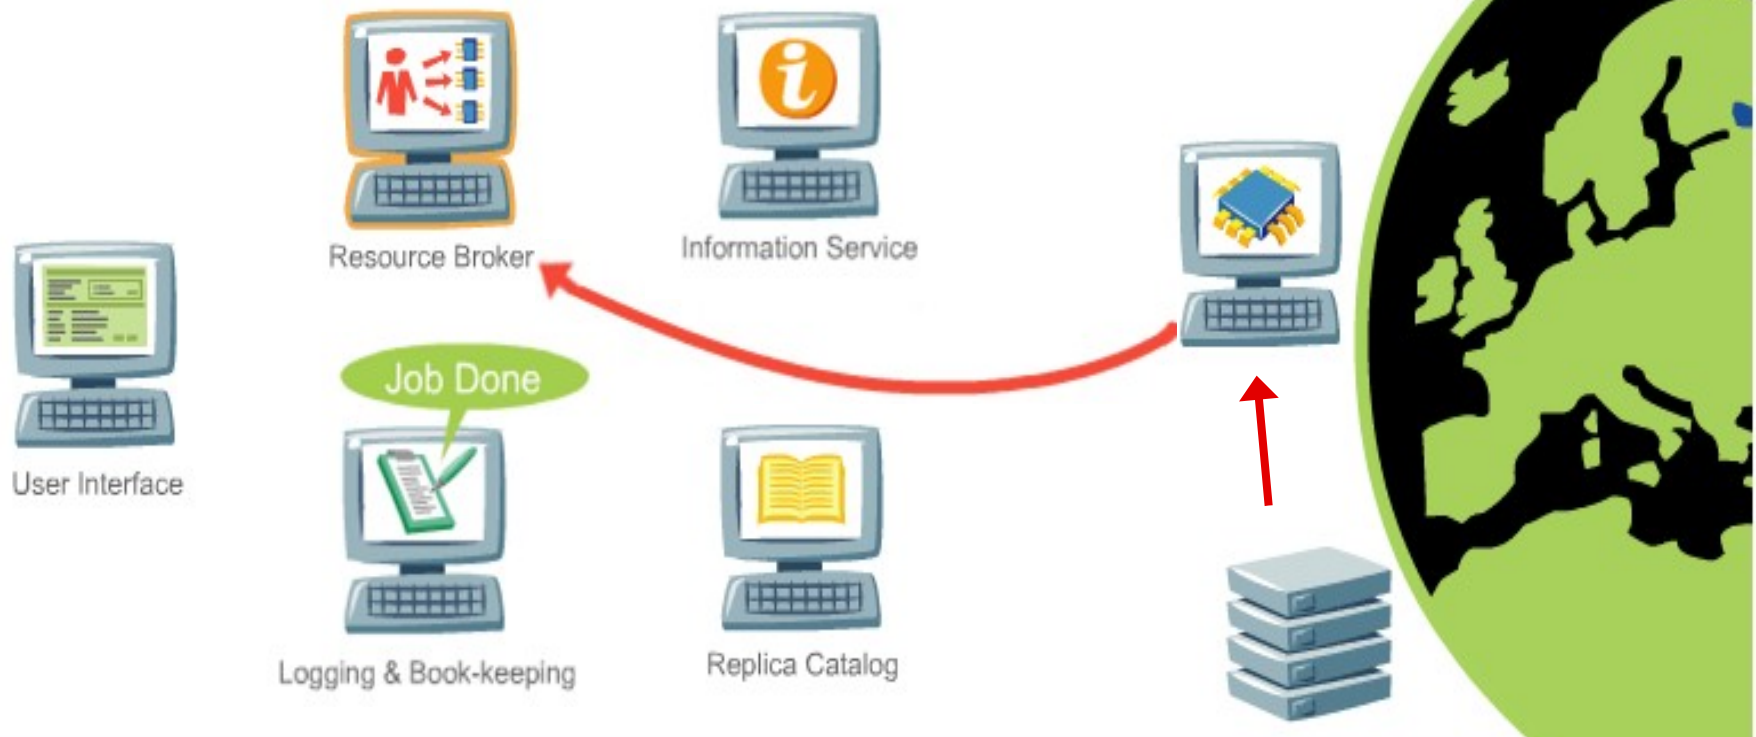 Resource Broker
Information Service
User Interface
Job Done
Logging & Book-keeping
Replica Catalog